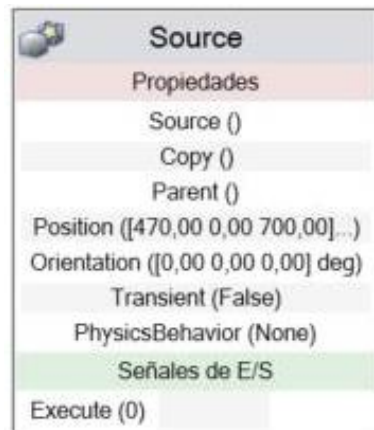 Source
Propiedades
Source ()
Copy ()
Parent ()
Position ([470,00 0,00 700,00]...)
Orientation ([0,00 0,00 0,00] deg)
Transient (False)
PhysicsBehavior (None)
Señales de E/S
Execute (0)